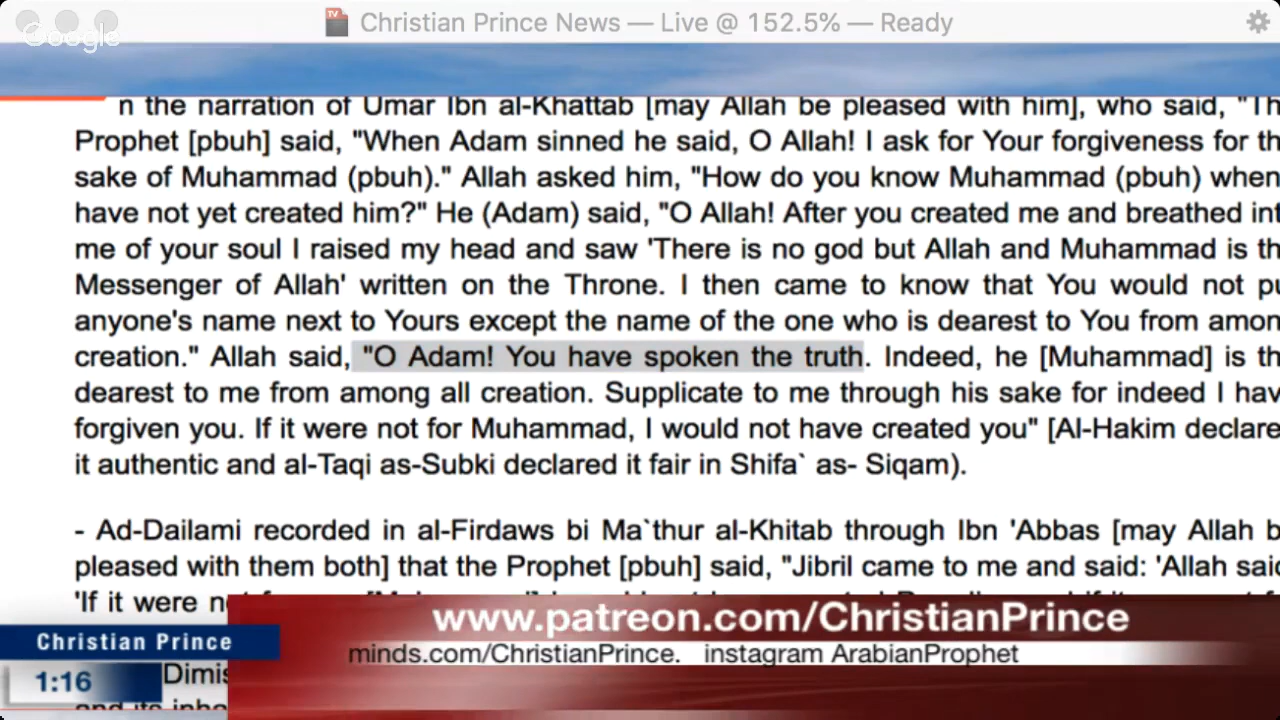 Christian Prince News — Live @ 152.5% — Ready
Google
n the narration of Umar Ibn al-Khattab [may Allah be pleased with him], who said, "Th
Prophet [pbuh] said, "When Adam sinned he said, O Allah! I ask for Your forgiveness for th
sake of Muhammad (pbuh)." Allah asked him, "How do you know Muhammad (pbuh) when
have not yet created him?" He (Adam) said, "O Allah! After you created me and breathed int
me of your soul I raised my head and saw 'There is no god but Allah and Muhammad is th
Messenger of Allah' written on the Throne. I then came to know that You would not pu
anyone's name next to Yours except the name of the one who is dearest to You from amon
creation." Allah said, "O Adam! You have spoken the truth. Indeed, he [Muhammad] is th
dearest to me from among all creation. Supplicate to me through his sake for indeed I hav
forgiven you. If it were not for Muhammad, I would not have created you" [Al-Hakim declare
it authentic and al-Taqi as-Subki declared it fair in Shifa` as- Siqam).
- Ad-Dailami recorded in al-Firdaws bi Ma`thur al-Khitab through Ibn 'Abbas [may Allah b
pleased with them both] that the Prophet [pbuh] said, "Jibril came to me and said: 'Allah said
'If it were
www.patreon.com/ChristianPrince
Christian Prince
minds.com/ChristianPrince. instagram ArabianProphet
1:16
Dimis